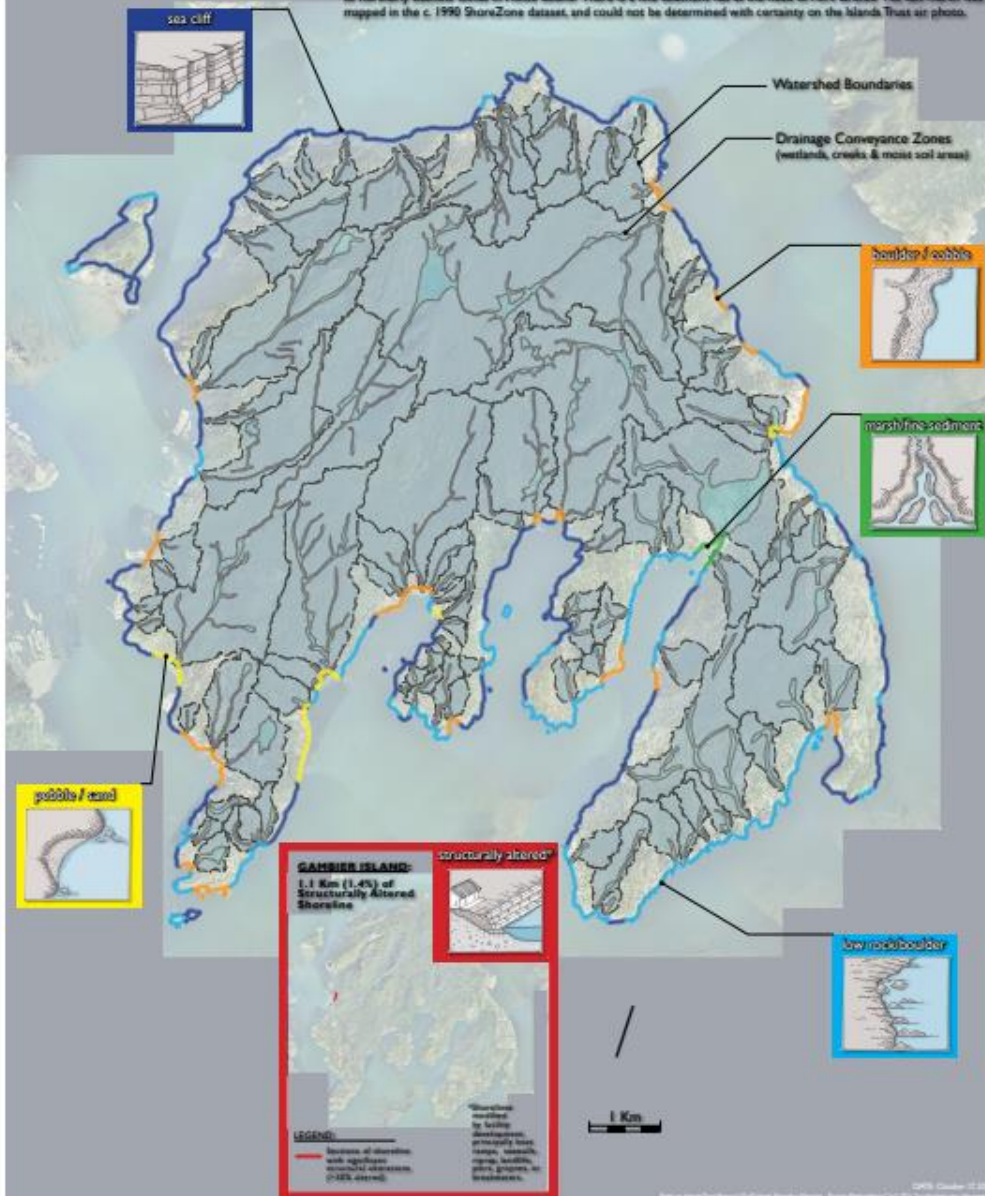 mapped in the c. 1990 ShoreZone dataset, and could not be determined with certainty on the Islands Trust air photo.
sea cliff
Watershed Boundaries
Drainage Conveyance Zones
(wetlands, creeks & moist soil areas)
boulder / cobble
marsh/fine sediment
pebble / sand
GAMBIER ISLAND:
1.1 Km (1.4%) of
Structurally Altered
Shoreline
structurally altered*
low rock/boulder
1 Km
LEGEND:
Sections of shoreline
with significant
structural alterations
*Shorelines
modified
by facility
development,
principally boat
ramps, seawalls,
riprap, landfills,
piers, groynes, or
breakwaters.